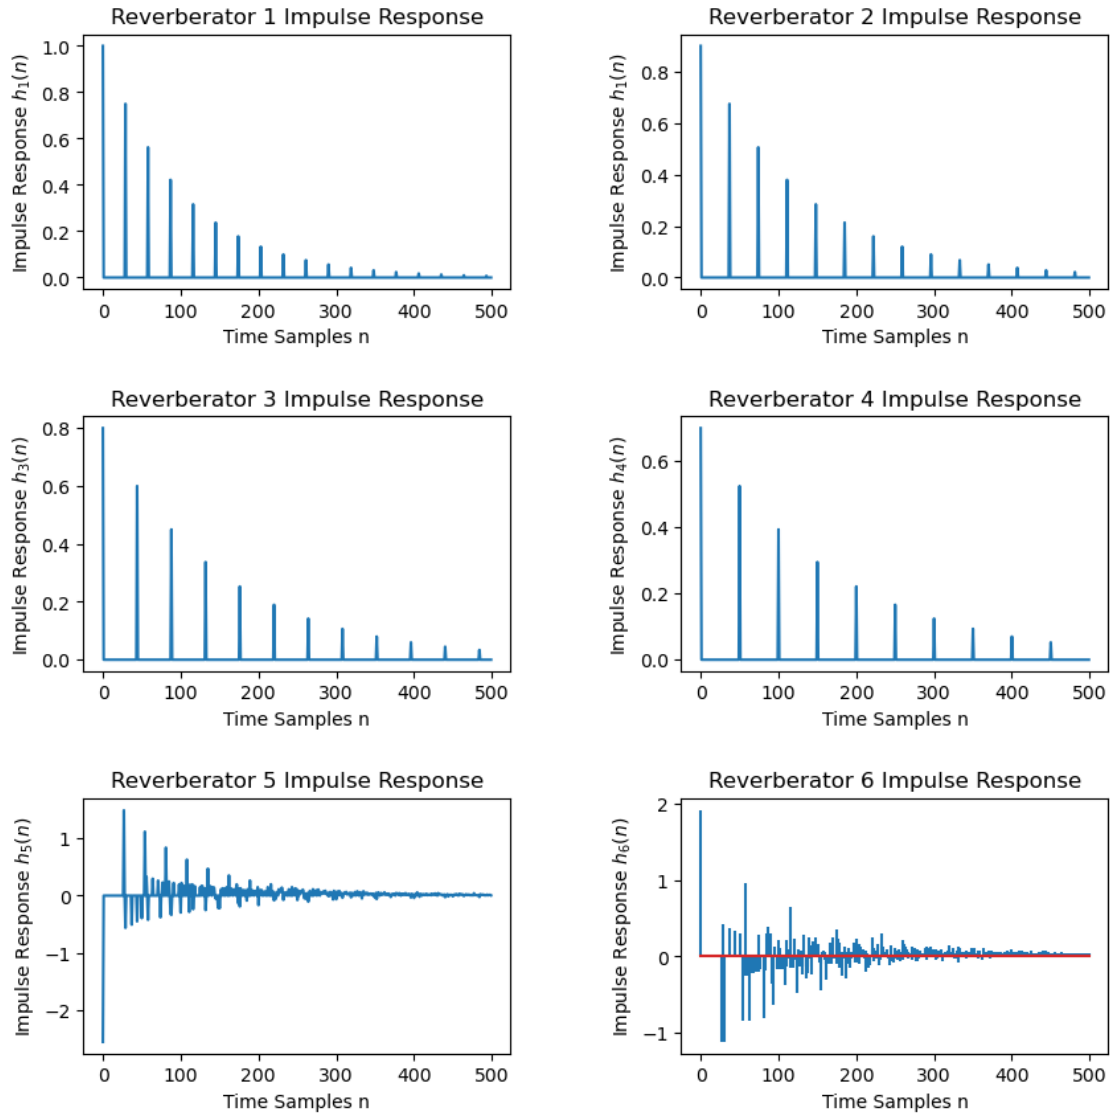 Reverberator 1 Impulse Response
Impulse Response h₁(n)
1.0
0.8
0.6
0.4
0.2
0.0
0 100 200 300 400 500
Time Samples n
Reverberator 2 Impulse Response
Impulse Response h₁(n)
0.8
0.6
0.4
0.2
0.0
0 100 200 300 400 500
Time Samples n
Reverberator 3 Impulse Response
Impulse Response h₃(n)
0.8
0.6
0.4
0.2
0.0
0 100 200 300 400 500
Time Samples n
Reverberator 4 Impulse Response
Impulse Response h₄(n)
0.6
0.4
0.2
0.0
0 100 200 300 400 500
Time Samples n
Reverberator 5 Impulse Response
Impulse Response h₅(n)
1
0
−1
−2
0 100 200 300 400 500
Time Samples n
Reverberator 6 Impulse Response
Impulse Response h₆(n)
2
1
0
−1
0 100 200 300 400 500
Time Samples n